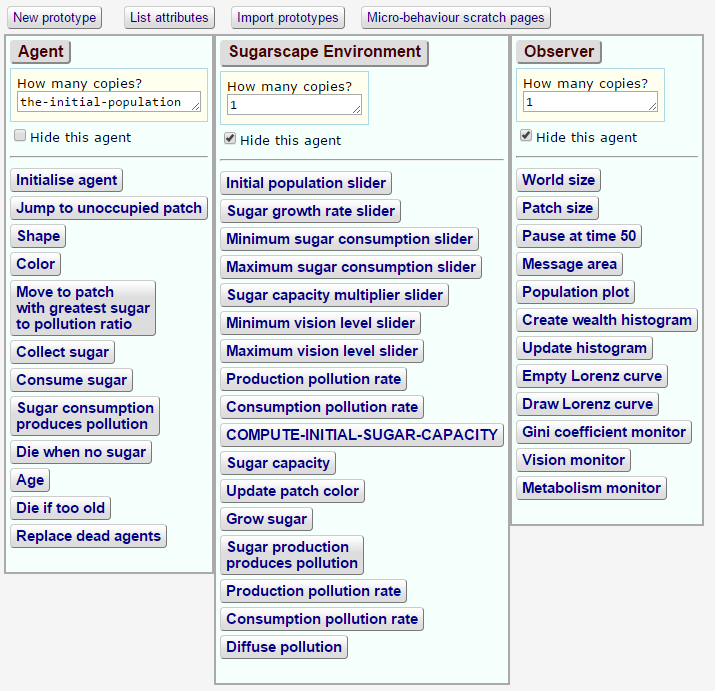 New prototype
List attributes
Import prototypes
Micro-behaviour scratch pages
Agent
How many copies?
the-initial-population
Hide this agent
Initialise agent
Jump to unoccupied patch
Shape
Color
Move to patch
with greatest sugar
to pollution ratio
Collect sugar
Consume sugar
Sugar consumption
produces pollution
Die when no sugar
Age
Die if too old
Replace dead agents
Sugarscape Environment
How many copies?
1
Hide this agent
Initial population slider
Sugar growth rate slider
Minimum sugar consumption slider
Maximum sugar consumption slider
Sugar capacity multiplier slider
Minimum vision level slider
Maximum vision level slider
Production pollution rate
Consumption pollution rate
COMPUTE-INITIAL-SUGAR-CAPACITY
Sugar capacity
Update patch color
Grow sugar
Sugar production
produces pollution
Production pollution rate
Consumption pollution rate
Diffuse pollution
Observer
How many copies?
1
Hide this agent
World size
Patch size
Pause at time 50
Message area
Population plot
Create wealth histogram
Update histogram
Empty Lorenz curve
Draw Lorenz curve
Gini coefficient monitor
Vision monitor
Metabolism monitor